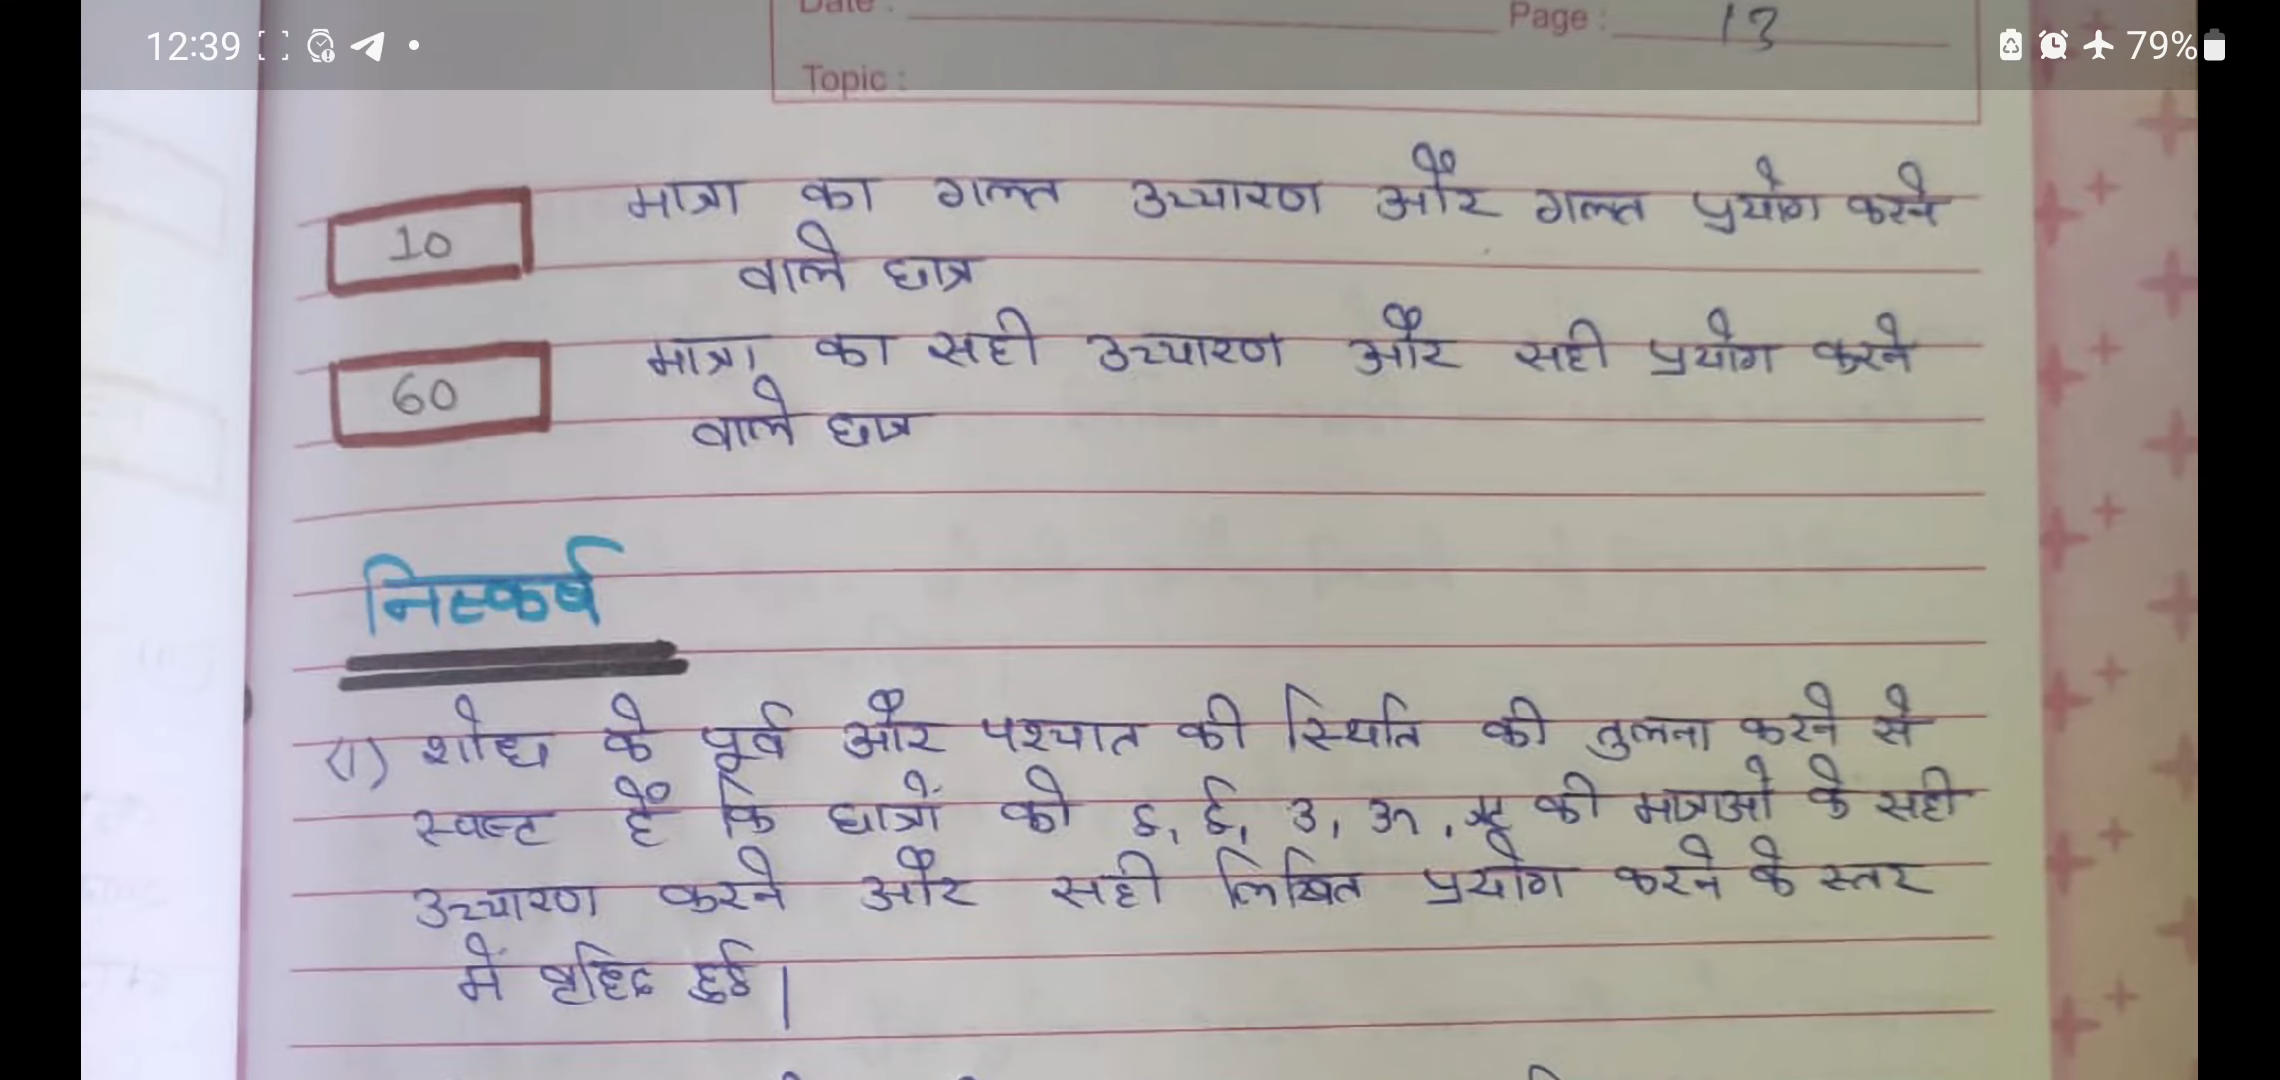 Date :
Page : 13
12:39
79%
Topic :
मात्रा का गलत उच्चारण और गलत प्रयोग करने
10
वाले छात्र
मात्रा का सही उच्चारण और सही प्रयोग करने
60
वाले छात्र
निस्कर्ष
(1) शोध के पूर्व और पश्चात की स्थिति की तुलना करने से
स्पष्ट है कि छात्रों को इ, ई, उ, ऊ, ऋ की मात्राओं के सही
उच्चारण करने और सही लिखित प्रयोग करने के स्तर
में वृद्धि हुई।